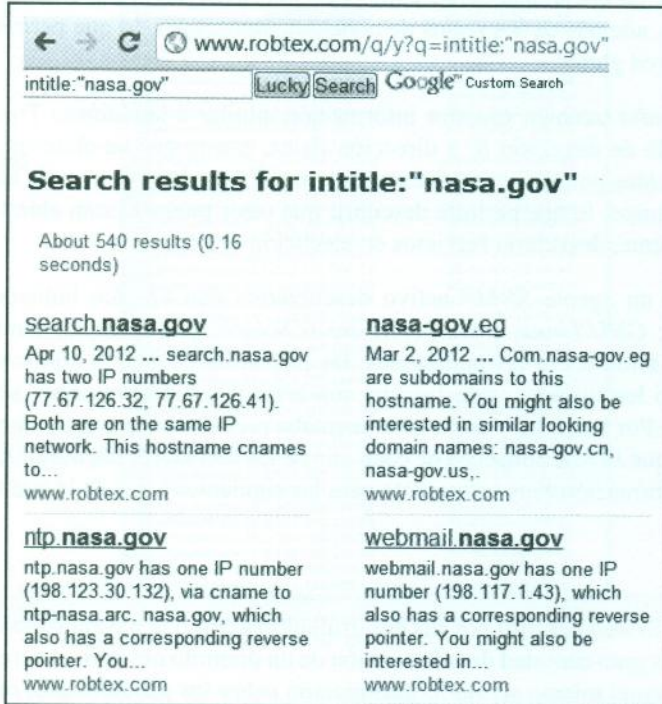 www.robtex.com/q/y?q=intitle:"nasa.gov"
intitle:"nasa.gov" Lucky Search Google™ Custom Search
Search results for intitle:"nasa.gov"
About 540 results (0.16
seconds)
search.nasa.gov
Apr 10, 2012 ... search.nasa.gov
has two IP numbers
(77.67.126.32, 77.67.126.41).
Both are on the same IP
network. This hostname cnames
to...
www.robtex.com
nasa-gov.eg
Mar 2, 2012 ... Com.nasa-gov.eg
are subdomains to this
hostname. You might also be
interested in similar looking
domain names: nasa-gov.cn,
nasa-gov.us,.
www.robtex.com
ntp.nasa.gov
ntp.nasa.gov has one IP number
(198.123.30.132), via cname to
ntp-nasa.arc. nasa.gov, which
also has a corresponding reverse
pointer. You...
www.robtex.com
webmail.nasa.gov
webmail.nasa.gov has one IP
number (198.117.1.43), which
also has a corresponding reverse
pointer. You might also be
interested in...
www.robtex.com